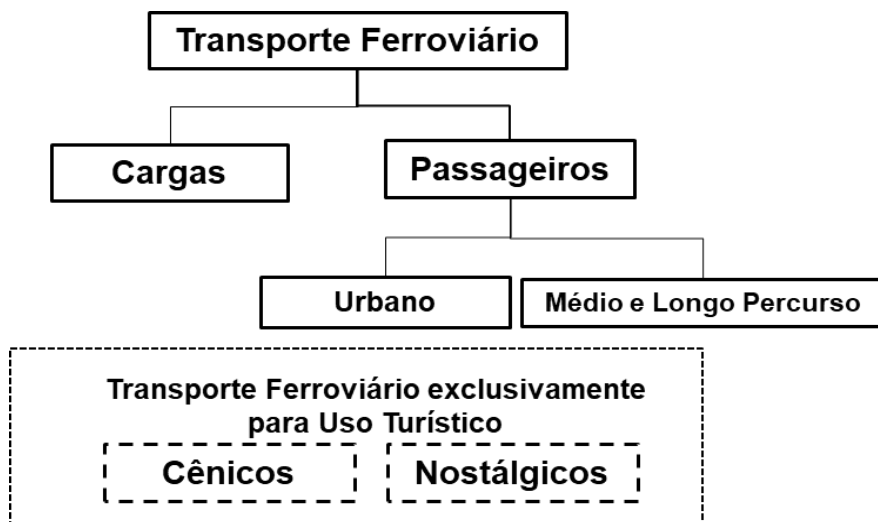 Transporte Ferroviário
Cargas
Passageiros
Urbano
Médio e Longo Percurso
Transporte Ferroviário exclusivamente
para Uso Turístico
Cênicos
Nostálgicos